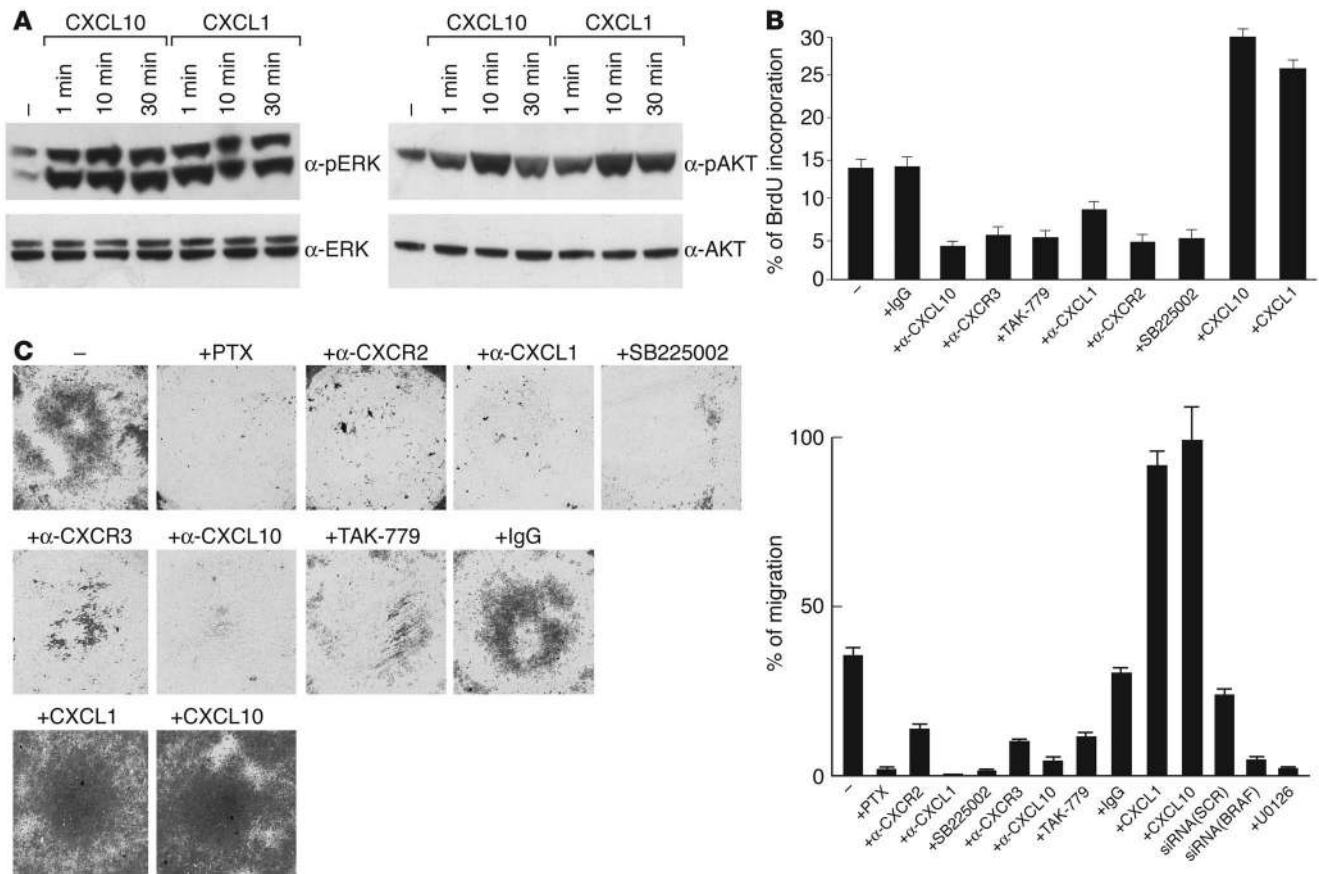 A
CXCL10 CXCL1
– 1 min 10 min 30 min 1 min 10 min 30 min
α-pERK
α-ERK
CXCL10 CXCL1
– 1 min 10 min 30 min 1 min 10 min 30 min
α-pAKT
α-AKT
B
% of BrdU incorporation
30
25
20
15
10
5
0
– +IgG +α-CXCL10 +α-CXCR3 +TAK-779 +α-CXCL1 +α-CXCR2 +SB225002 +CXCL10 +CXCL1
C
– +PTX +α-CXCR2 +α-CXCL1 +SB225002
+α-CXCR3 +α-CXCL10 +TAK-779 +IgG
+CXCL1 +CXCL10
% of migration
100
50
0
– +PTX +α-CXCR2 +α-CXCL1 +SB225002 +α-CXCR3 +α-CXCL10 +TAK-779 +IgG +CXCL1 +CXCL10 siRNA(SCR) siRNA(BRAF) +U0126